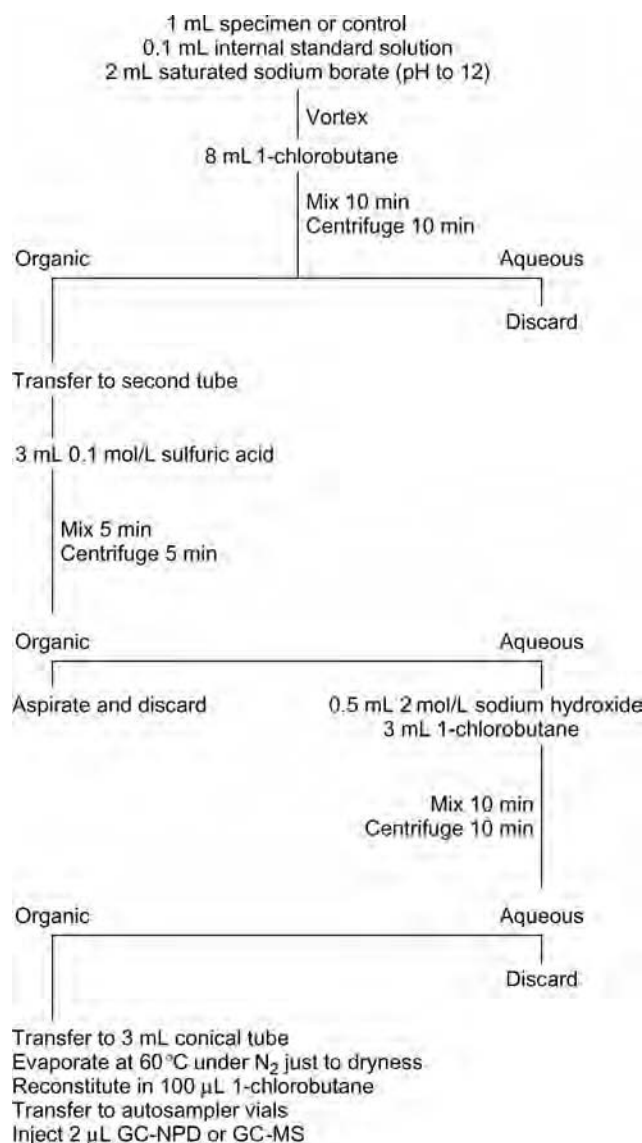 1 mL specimen or control
0.1 mL internal standard solution
2 mL saturated sodium borate (pH to 12)
Vortex
8 mL 1-chlorobutane
Mix 10 min
Centrifuge 10 min
Organic
Aqueous
Discard
Transfer to second tube
3 mL 0.1 mol/L sulfuric acid
Mix 5 min
Centrifuge 5 min
Organic
Aqueous
Aspirate and discard
0.5 mL 2 mol/L sodium hydroxide
3 mL 1-chlorobutane
Mix 10 min
Centrifuge 10 min
Organic
Aqueous
Discard
Transfer to 3 mL conical tube
Evaporate at 60 °C under N₂ just to dryness
Reconstitute in 100 μL 1-chlorobutane
Transfer to autosampler vials
Inject 2 μL GC-NPD or GC-MS